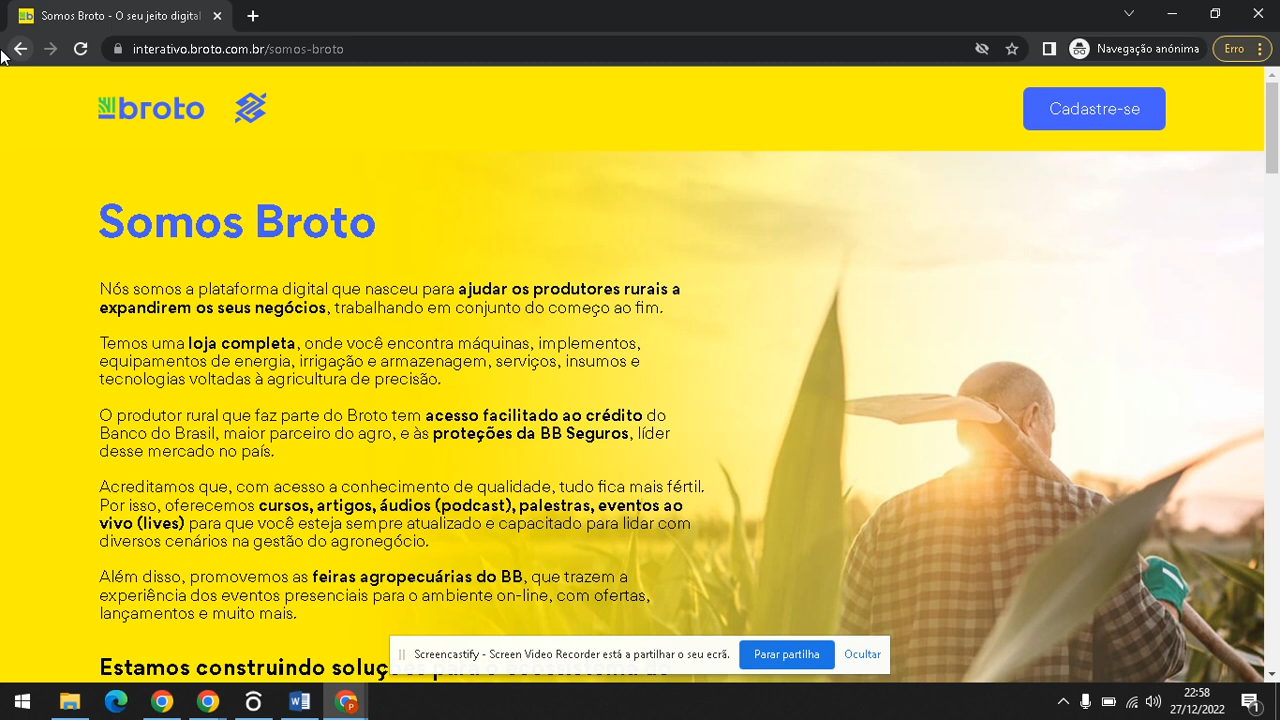 Somos Broto - O seu jeito digital
interativo.broto.com.br/somos-broto
Navegação anónima
Erro
broto
Cadastre-se
Somos Broto
Nós somos a plataforma digital que nasceu para ajudar os produtores rurais a
expandirem os seus negócios, trabalhando em conjunto do começo ao fim.
Temos uma loja completa, onde você encontra máquinas, implementos,
equipamentos de energia, irrigação e armazenagem, serviços, insumos e
tecnologias voltadas à agricultura de precisão.
O produtor rural que faz parte do Broto tem acesso facilitado ao crédito do
Banco do Brasil, maior parceiro do agro, e às proteções da BB Seguros, líder
desse mercado no país.
Acreditamos que, com acesso a conhecimento de qualidade, tudo fica mais fértil.
Por isso, oferecemos cursos, artigos, áudios (podcast), palestras, eventos ao
vivo (lives) para que você esteja sempre atualizado e capacitado para lidar com
diversos cenários na gestão do agronegócio.
Além disso, promovemos as feiras agropecuárias do BB, que trazem a
experiência dos eventos presenciais para o ambiente on-line, com ofertas,
lançamentos e muito mais.
Estamos construindo soluções para o ecossistema do
Screencastify - Screen Video Recorder está a partilhar o seu ecrã.
Parar partilha
Ocultar
22:58
27/12/2022
1